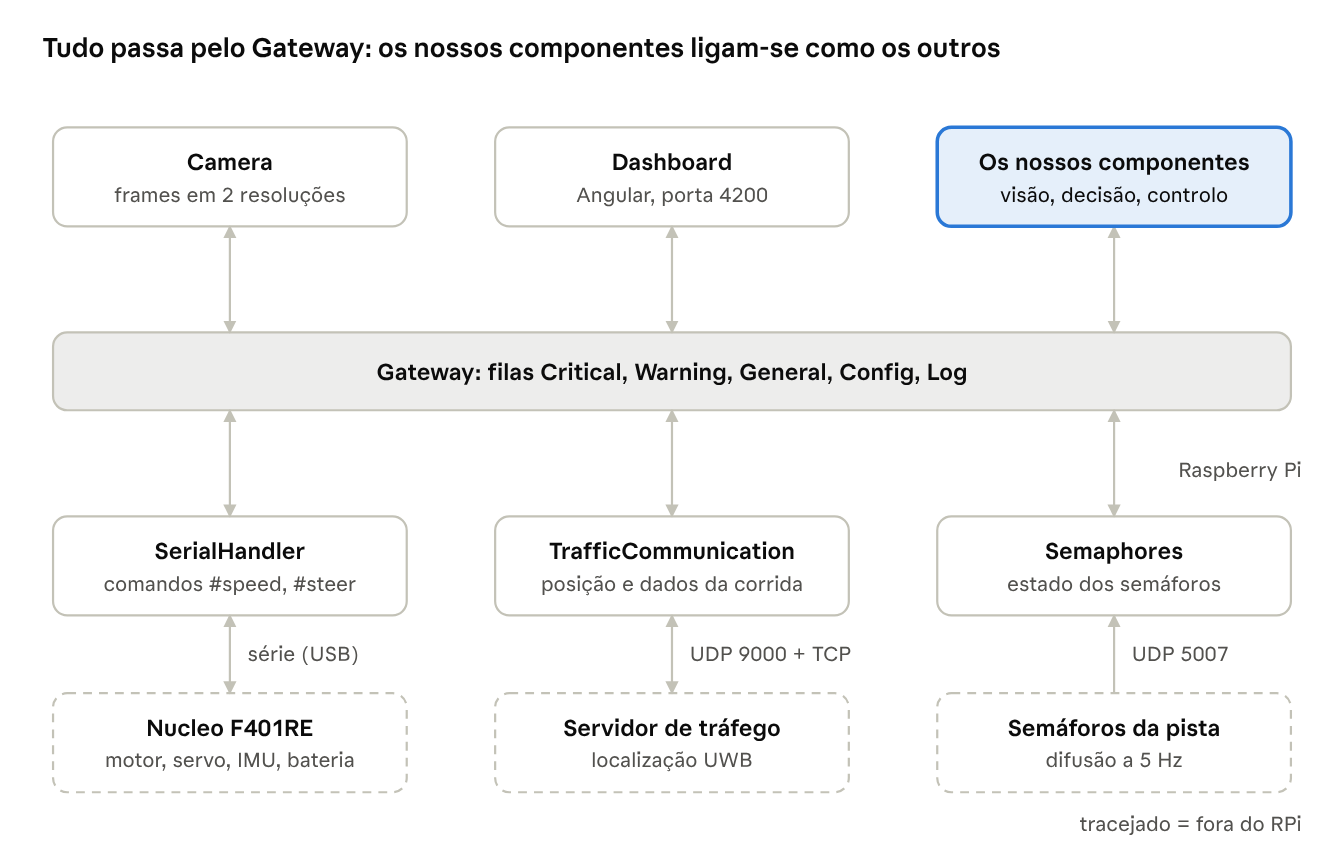 Tudo passa pelo Gateway: os nossos componentes ligam-se como os outros
Camera
frames em 2 resoluções
Dashboard
Angular, porta 4200
Os nossos componentes
visão, decisão, controlo
Gateway: filas Critical, Warning, General, Config, Log
Raspberry Pi
SerialHandler
comandos #speed, #steer
TrafficCommunication
posição e dados da corrida
Semaphores
estado dos semáforos
série (USB)
UDP 9000 + TCP
UDP 5007
Nucleo F401RE
motor, servo, IMU, bateria
Servidor de tráfego
localização UWB
Semáforos da pista
difusão a 5 Hz
tracejado = fora do RPi